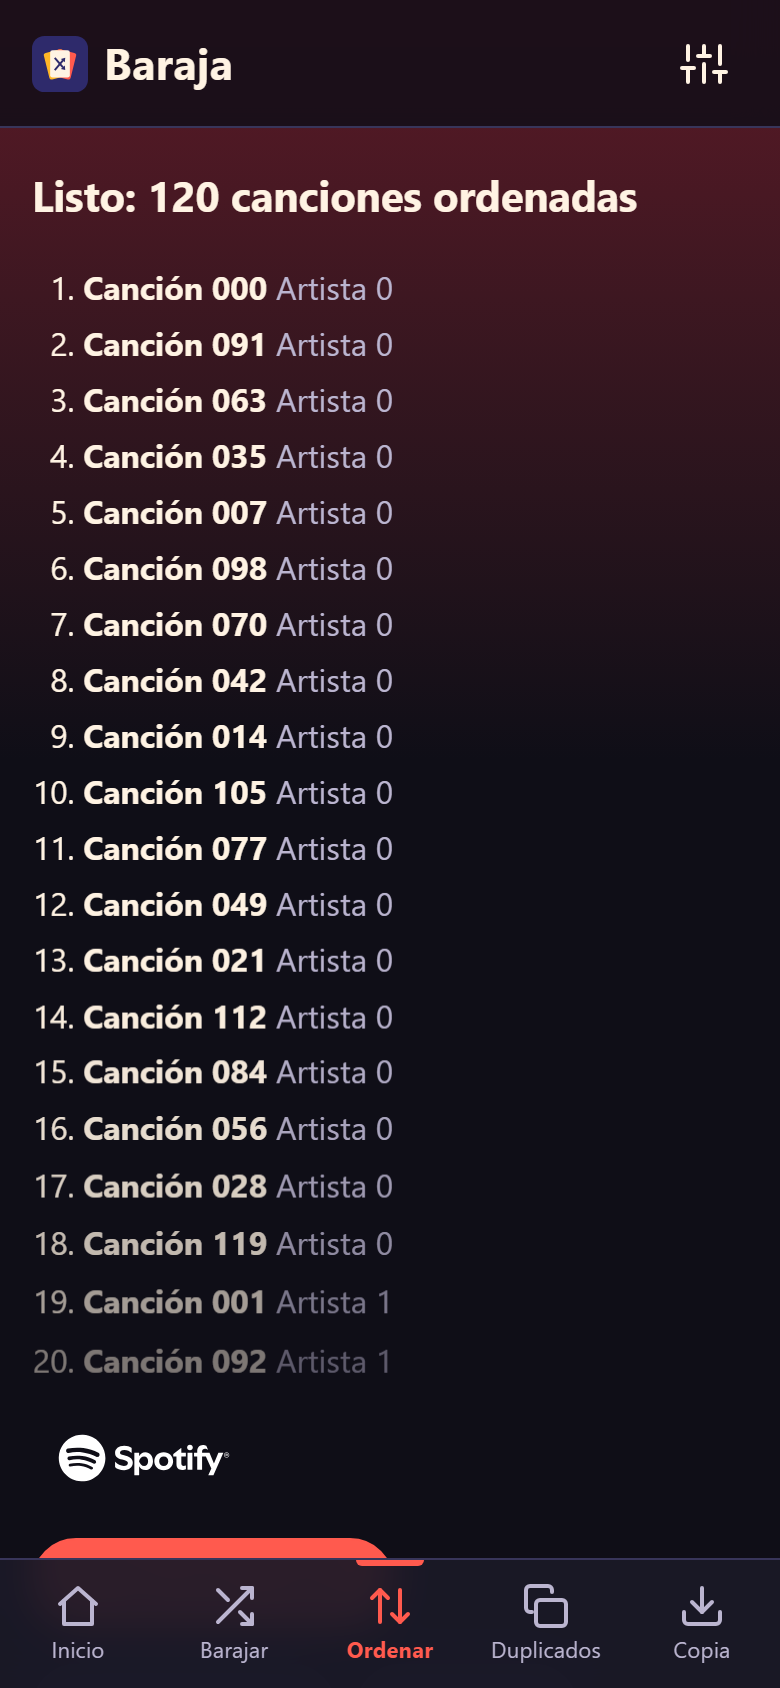 Baraja
Listo: 120 canciones ordenadas
1. Canción 000 Artista 0
2. Canción 091 Artista 0
3. Canción 063 Artista 0
4. Canción 035 Artista 0
5. Canción 007 Artista 0
6. Canción 098 Artista 0
7. Canción 070 Artista 0
8. Canción 042 Artista 0
9. Canción 014 Artista 0
10. Canción 105 Artista 0
11. Canción 077 Artista 0
12. Canción 049 Artista 0
13. Canción 021 Artista 0
14. Canción 112 Artista 0
15. Canción 084 Artista 0
16. Canción 056 Artista 0
17. Canción 028 Artista 0
18. Canción 119 Artista 0
19. Canción 001 Artista 1
20. Canción 092 Artista 1
Spotify®
Inicio
Barajar
Ordenar
Duplicados
Copia